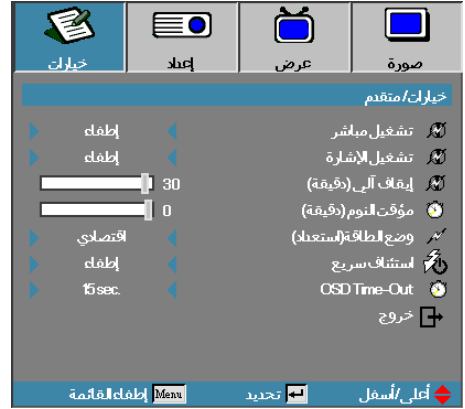 صورة عرض إعداد خيارات
خيارات/متقدم
تشغيل مباشر إطفاء
تشغيل الإشارة إطفاء
إيقاف آلي (دقيقة) 30
مؤقت النوم (دقيقة) 0
وضع الطاقة(استعداد) اقتصادي
استئناف سريع إطفاء
OSD Time-Out 15 sec.
خروج
أعلى/أسفل تحديد Menu إطفاء القائمة